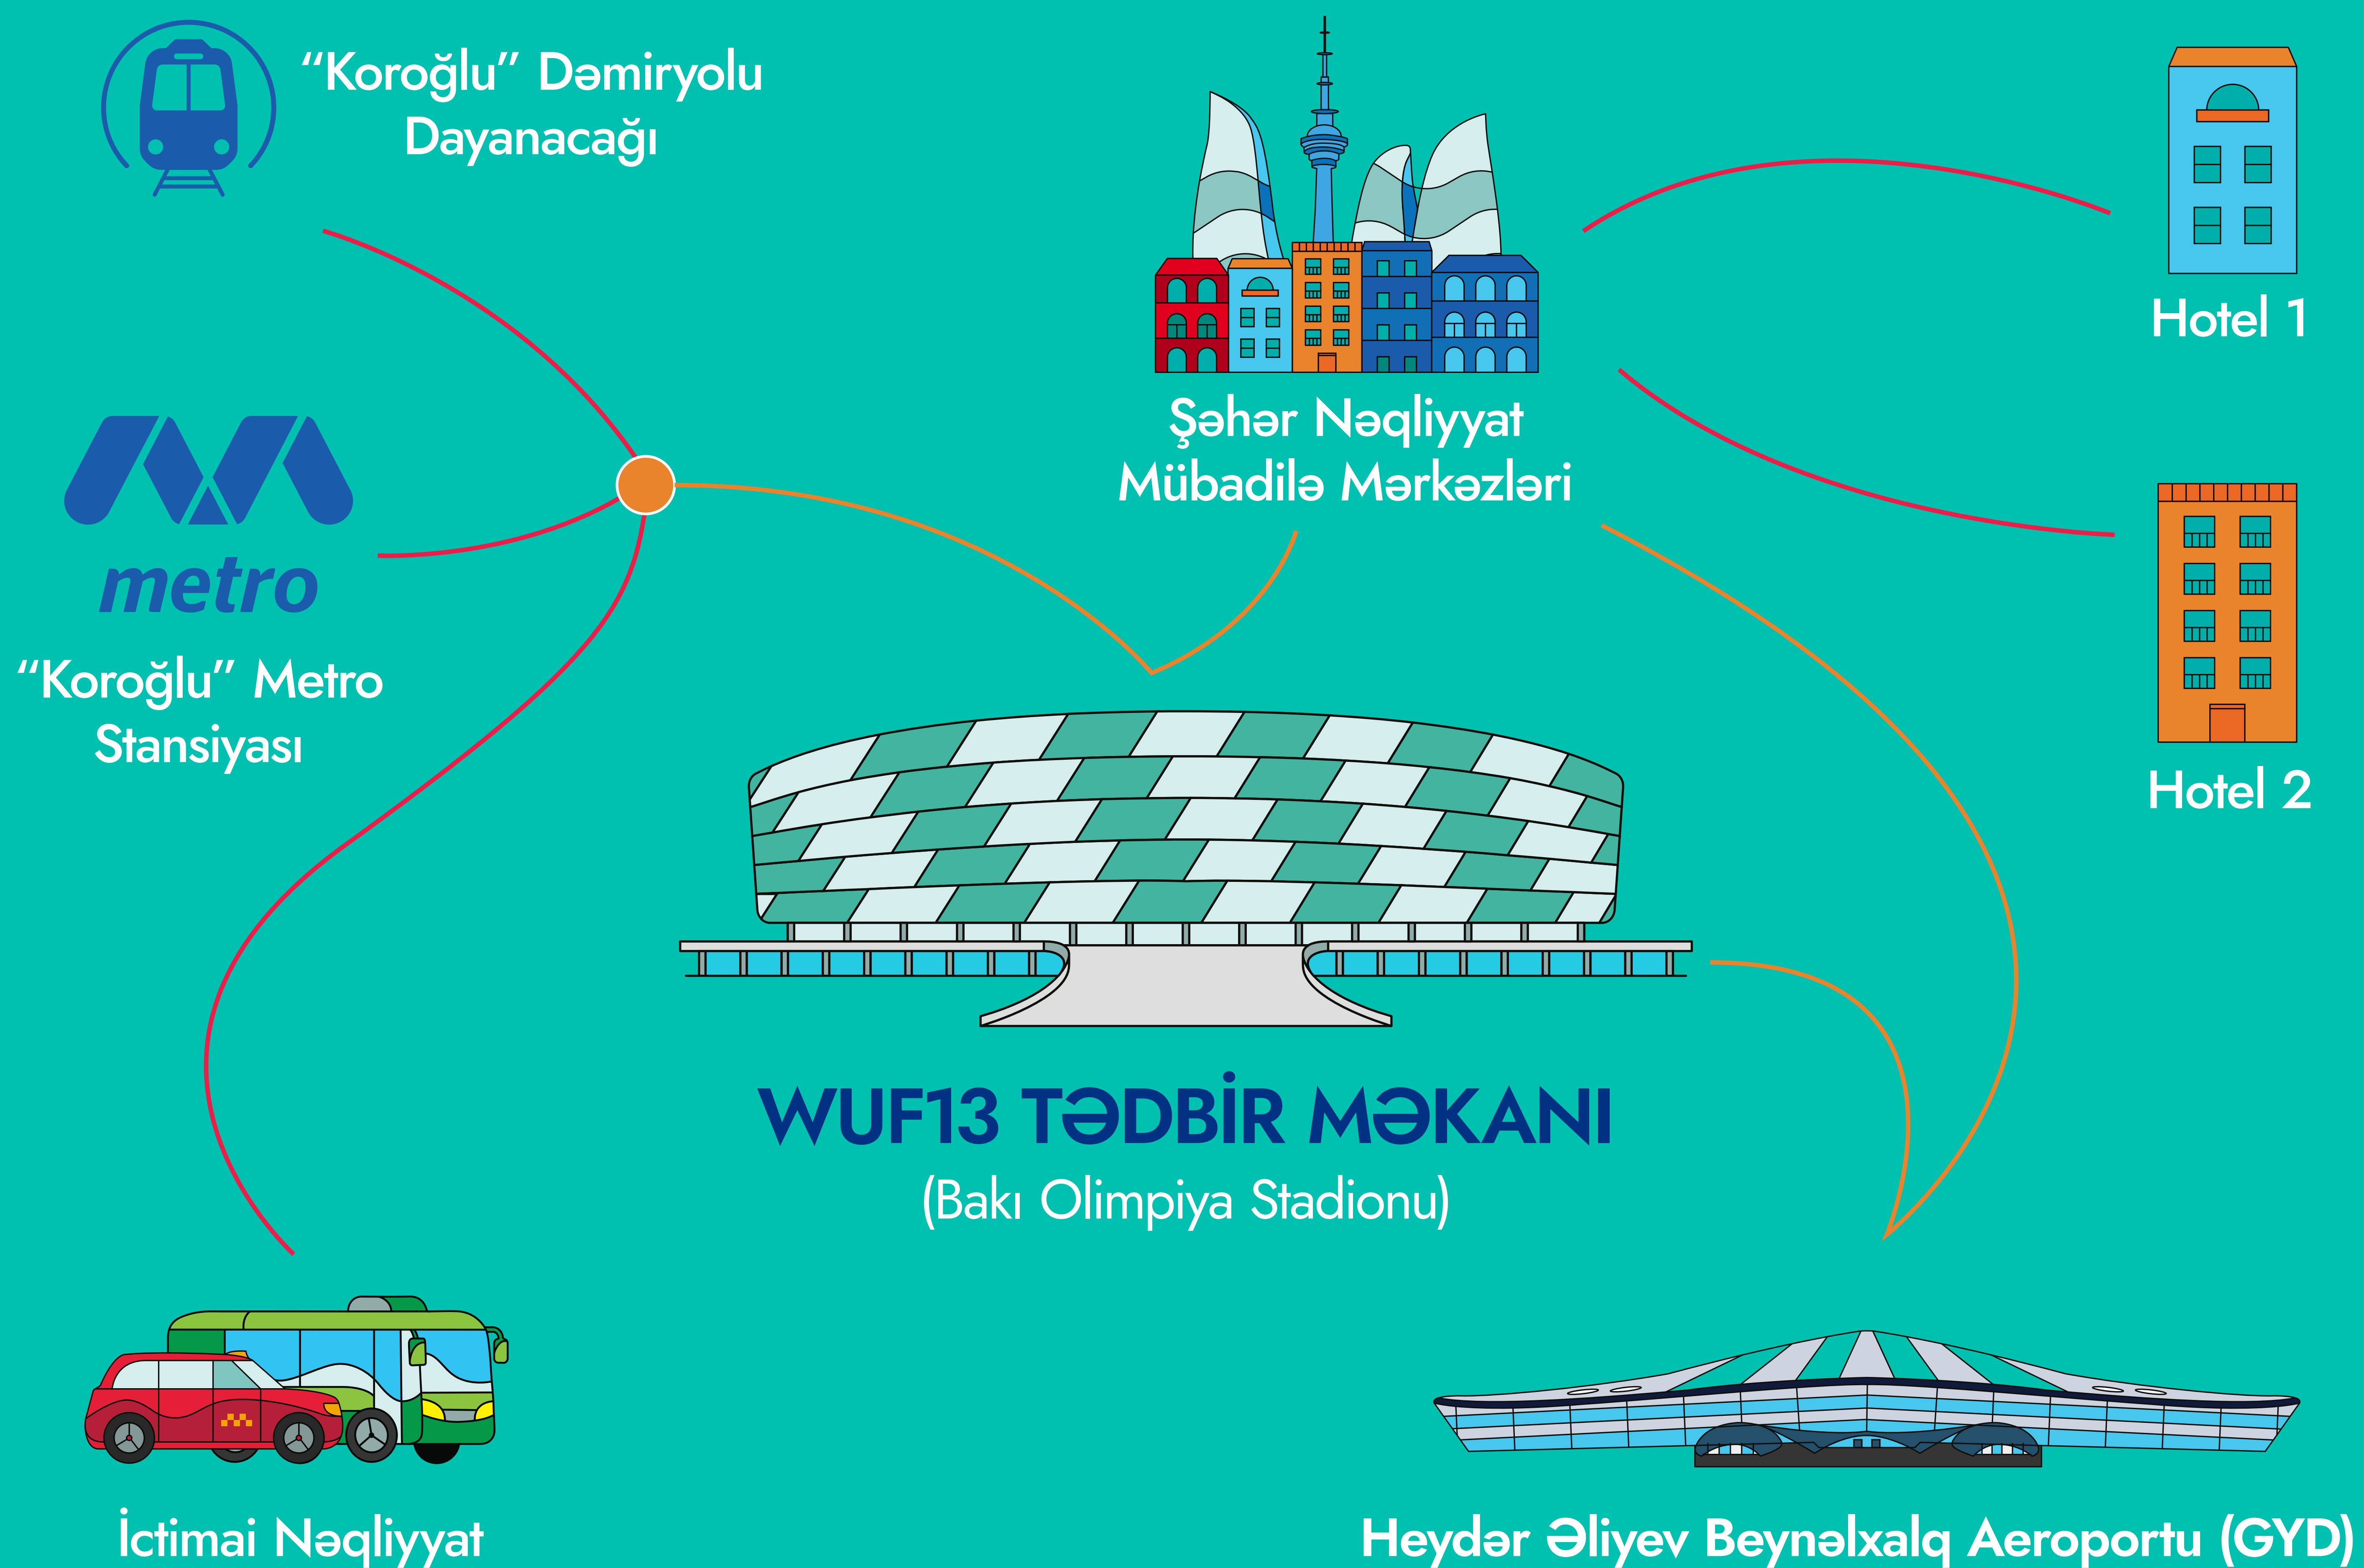 “Koroğlu” Dəmiryolu
Dayanacağı
Hotel 1
Şəhər Nəqliyyat
Mübadilə Mərkəzləri
metro
“Koroğlu” Metro
Stansiyası
Hotel 2
WUF13 TƏDBİR MƏKANI
(Bakı Olimpiya Stadionu)
İctimai Nəqliyyat
Heydər Əliyev Beynəlxalq Aeroportu (GYD)